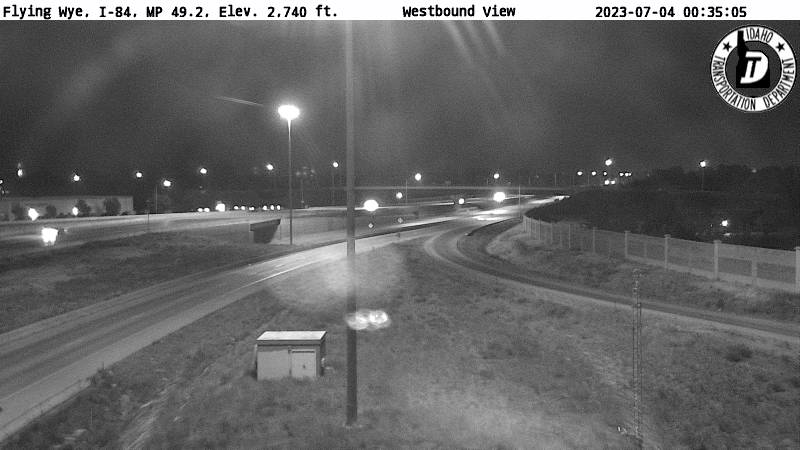 Flying Wye, I-84, MP 49.2, Elev. 2,740 ft. Westbound View 2023-07-04 00:35:05
IDAHO
TRANSPORTATION DEPARTMENT